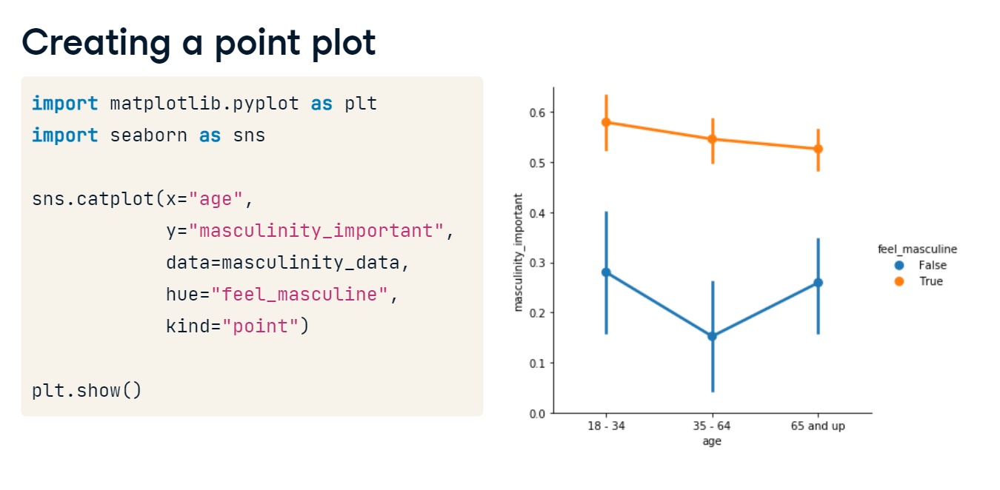 Creating a point plot
import matplotlib.pyplot as plt
import seaborn as sns
sns.catplot(x="age",
            y="masculinity_important",
            data=masculinity_data,
            hue="feel_masculine",
            kind="point")
plt.show()
masculinity_important
0.6
0.5
0.4
0.3
0.2
0.1
0.0
18 - 34 35 - 64 65 and up
age
feel_masculine
False
True